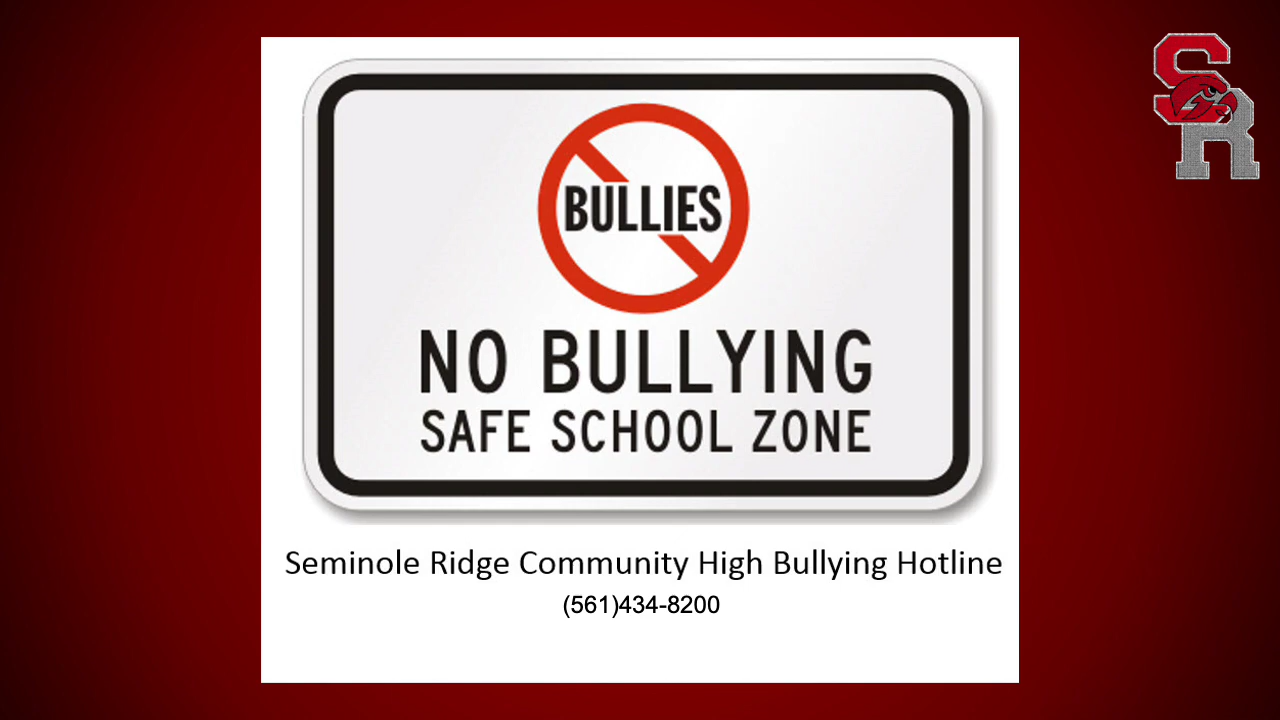 SR
BULLIES
NO BULLYING
SAFE SCHOOL ZONE
Seminole Ridge Community High Bullying Hotline
(561)434-8200